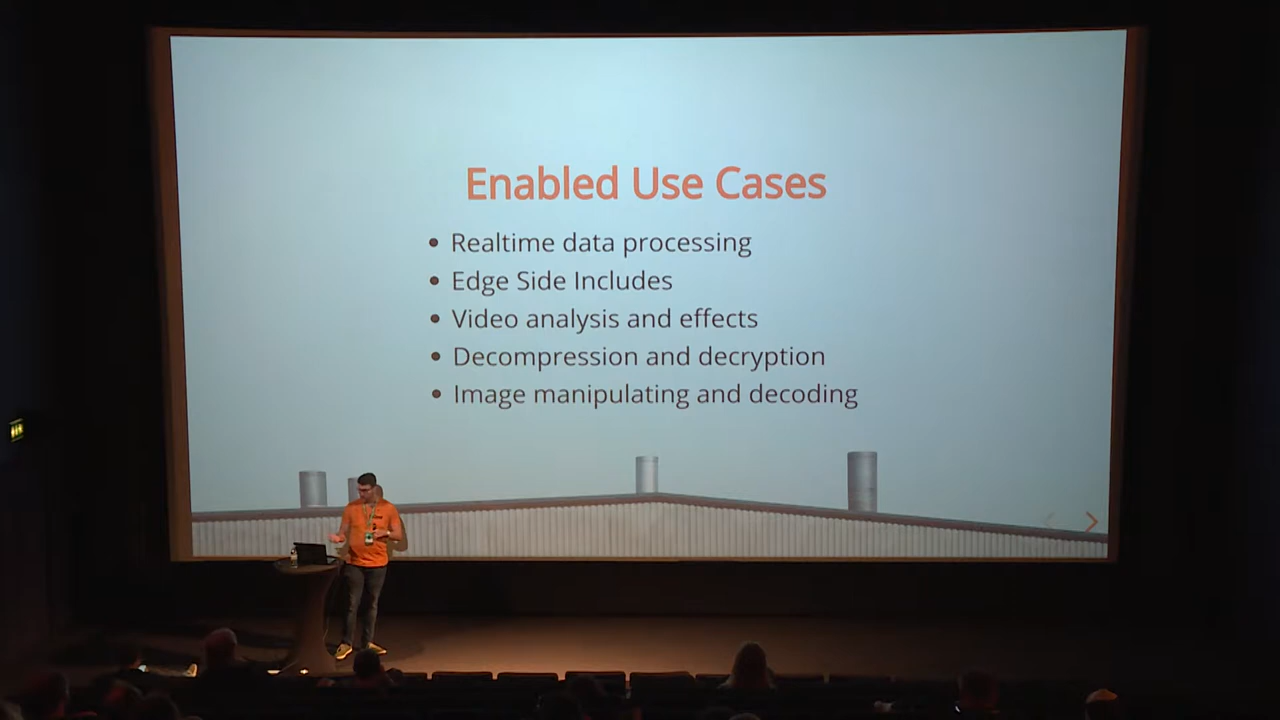 Enabled Use Cases
Realtime data processing
Edge Side Includes
Video analysis and effects
Decompression and decryption
Image manipulating and decoding